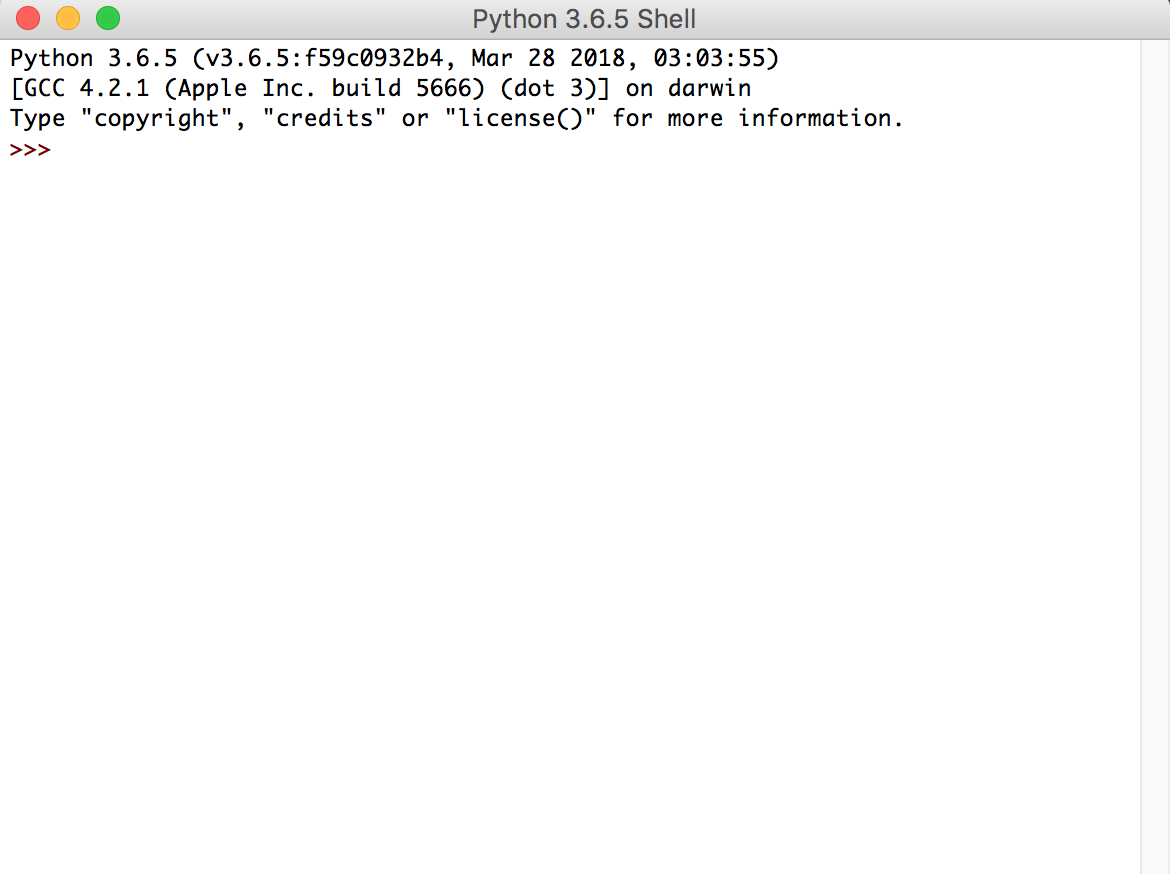 Python 3.6.5 Shell
Python 3.6.5 (v3.6.5:f59c0932b4, Mar 28 2018, 03:03:55)
[GCC 4.2.1 (Apple Inc. build 5666) (dot 3)] on darwin
Type "copyright", "credits" or "license()" for more information.
>>>